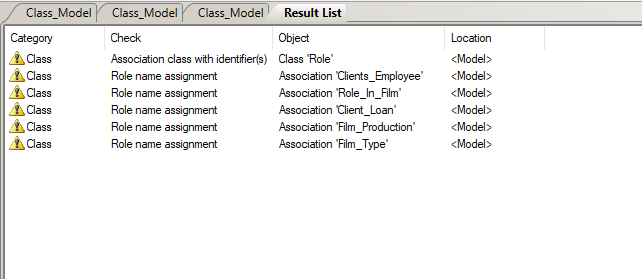 Class_Model Class_Model Class_Model Result List
Category Check Object Location
Class Association class with identifier(s) Class 'Role' <Model>
Class Role name assignment Association 'Clients_Employee' <Model>
Class Role name assignment Association 'Role_In_Film' <Model>
Class Role name assignment Association 'Client_Loan' <Model>
Class Role name assignment Association 'Film_Production' <Model>
Class Role name assignment Association 'Film_Type' <Model>